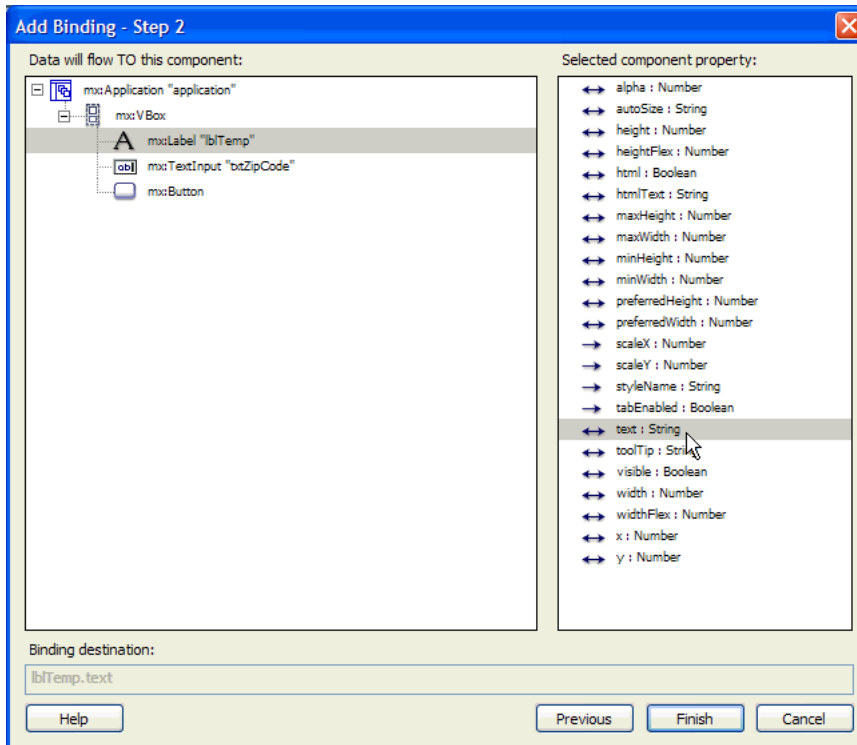 Add Binding - Step 2
Data will flow TO this component:
mx:Application "application"
mx:VBox
A mx:Label "lblTemp"
abl mx:TextInput "txtZipCode"
mx:Button
Selected component property:
alpha : Number
autoSize : String
height : Number
heightFlex : Number
html : Boolean
htmlText : String
maxHeight : Number
maxWidth : Number
minHeight : Number
minWidth : Number
preferredHeight : Number
preferredWidth : Number
scaleX : Number
scaleY : Number
styleName : String
tabEnabled : Boolean
text : String
toolTip : String
visible : Boolean
width : Number
widthFlex : Number
x : Number
y : Number
Binding destination:
lblTemp.text
Help Previous Finish Cancel